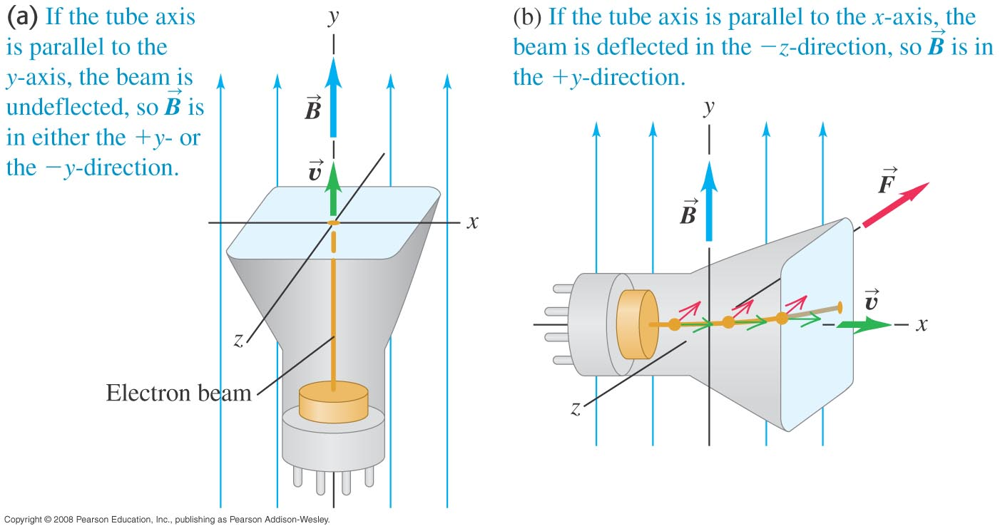 (a) If the tube axis
is parallel to the
y-axis, the beam is
undeflected, so B⃗ is
in either the +y- or
the −y-direction.
y
B⃗
v⃗
x
z
Electron beam
(b) If the tube axis is parallel to the x-axis, the
beam is deflected in the −z-direction, so B⃗ is in
the +y-direction.
y
F⃗
B⃗
v⃗
x
z
Copyright © 2008 Pearson Education, Inc., publishing as Pearson Addison-Wesley.